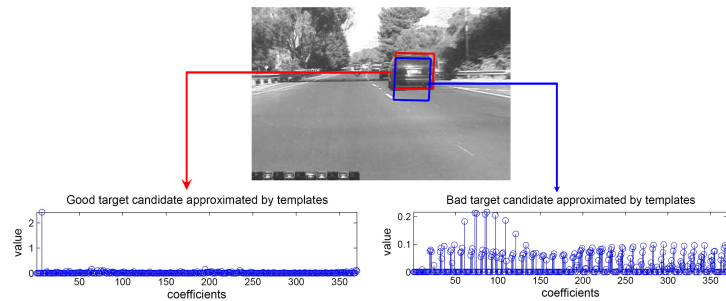 Good target candidate approximated by templates
value
2
1
0
50 100 150 200 250 300 350
coefficients
Bad target candidate approximated by templates
value
0.2
0.1
0
50 100 150 200 250 300 350
coefficients